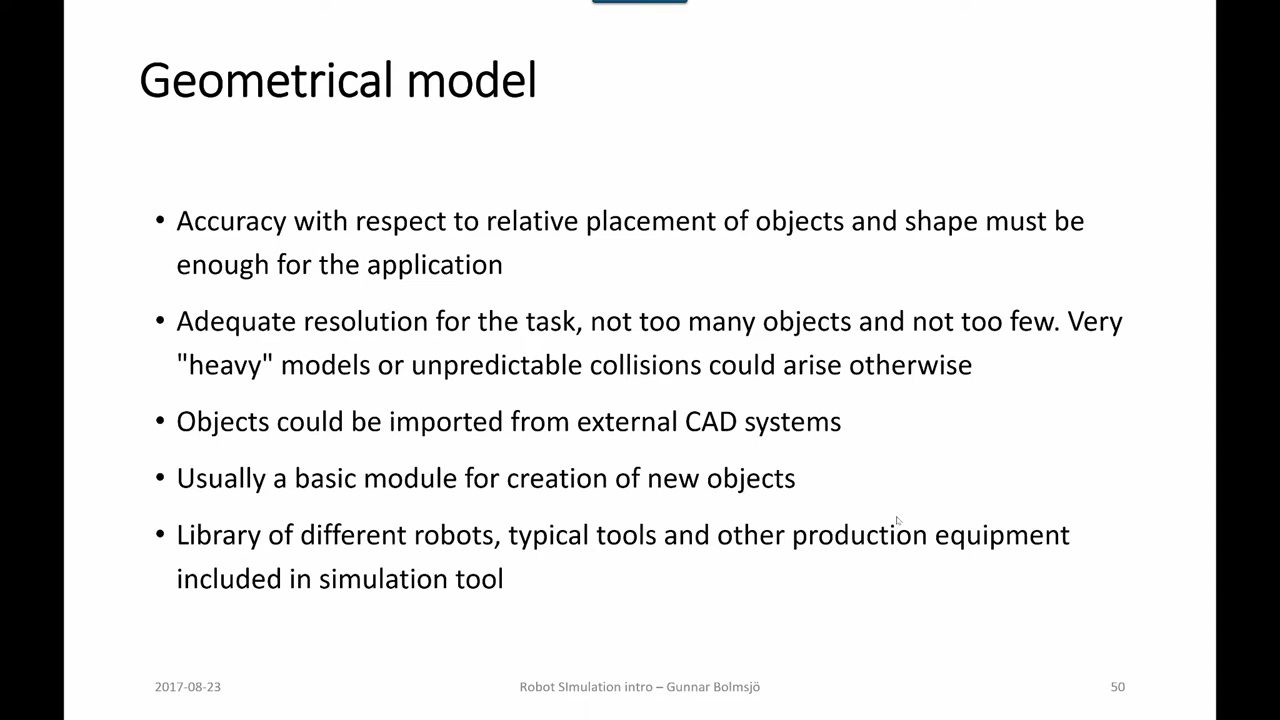 Geometrical model
• Accuracy with respect to relative placement of objects and shape must be
enough for the application
• Adequate resolution for the task, not too many objects and not too few. Very
"heavy" models or unpredictable collisions could arise otherwise
• Objects could be imported from external CAD systems
• Usually a basic module for creation of new objects
• Library of different robots, typical tools and other production equipment
included in simulation tool
2017-08-23
Robot SImulation intro – Gunnar Bolmsjö
50